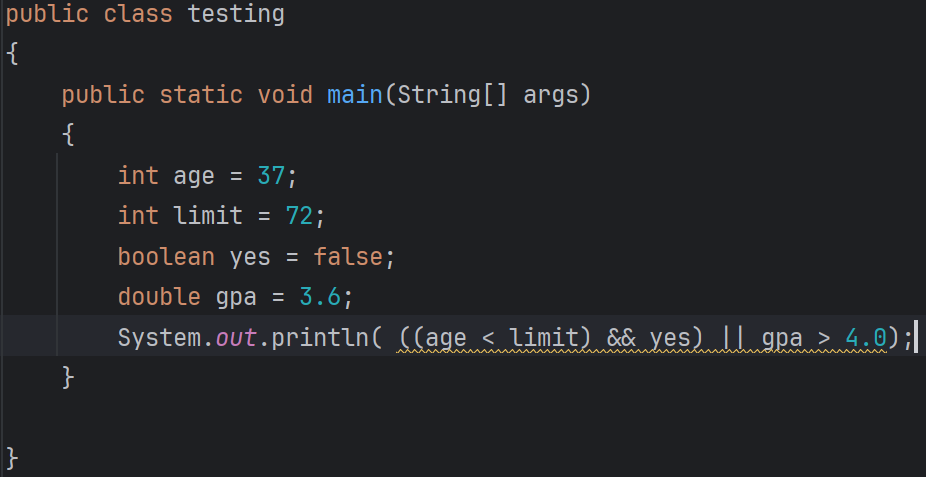 public class testing
{
    public static void main(String[] args)
    {
        int age = 37;
        int limit = 72;
        boolean yes = false;
        double gpa = 3.6;
        System.out.println( ((age < limit) && yes) || gpa > 4.0);
    }
}